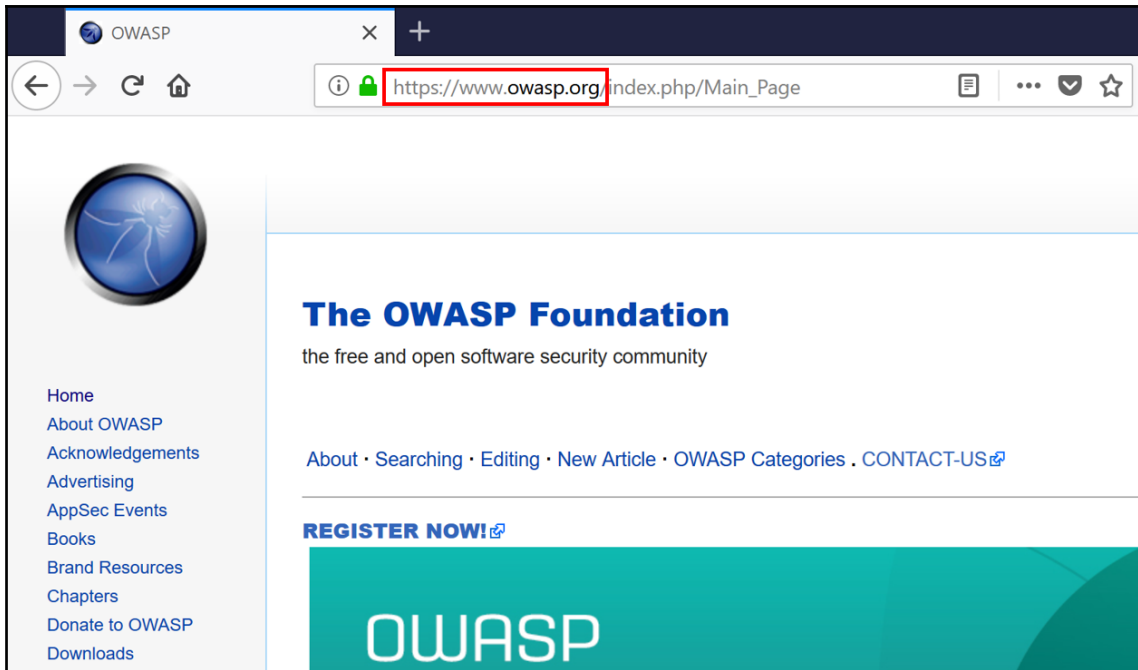 OWASP
https://www.owasp.org/index.php/Main_Page
The OWASP Foundation
the free and open software security community
Home
About OWASP
Acknowledgements
Advertising
AppSec Events
Books
Brand Resources
Chapters
Donate to OWASP
Downloads
About · Searching · Editing · New Article · OWASP Categories . CONTACT-US
REGISTER NOW!
OWASP